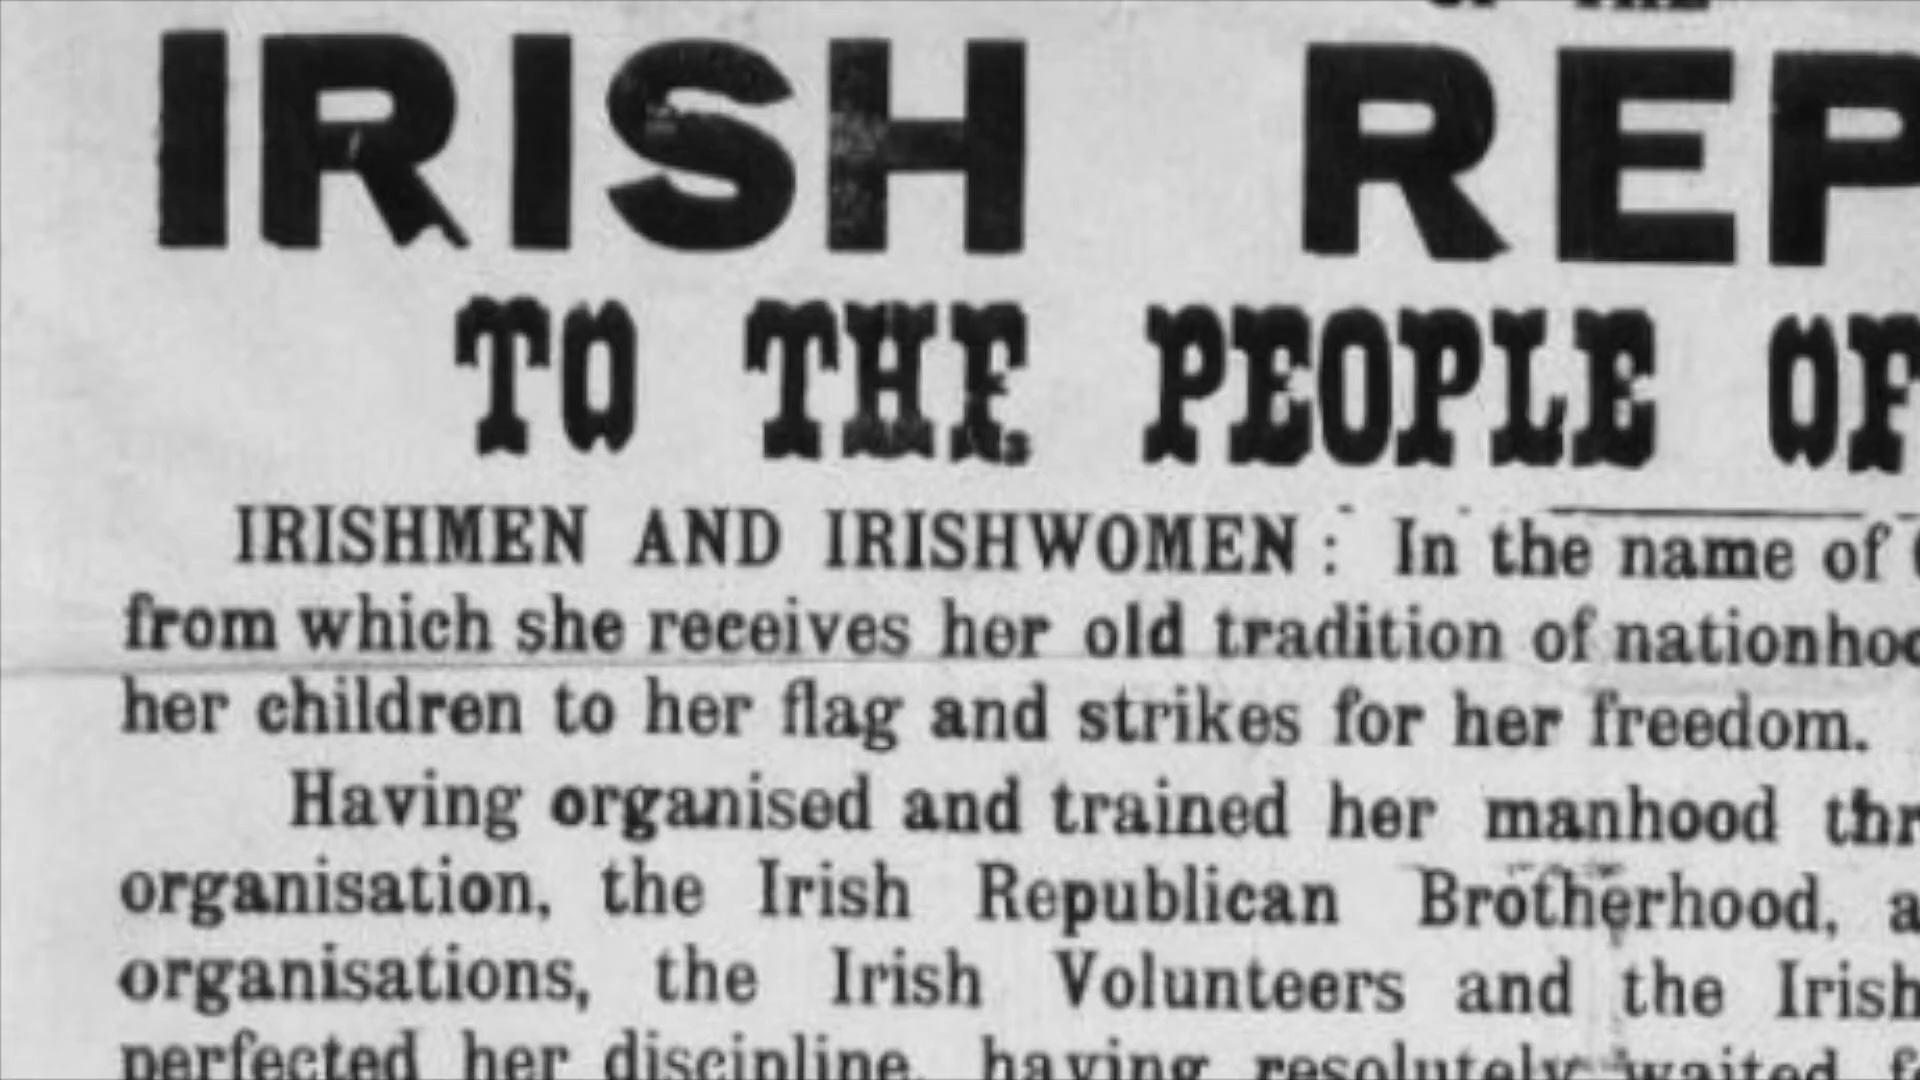 OF THE
IRISH REP
TO THE PEOPLE OF
IRISHMEN AND IRISHWOMEN : In the name of
from which she receives her old tradition of nationhoo
her children to her flag and strikes for her freedom.
Having organised and trained her manhood thr
organisation, the Irish Republican Brotherhood, a
organisations, the Irish Volunteers and the Irish
perfected her discipline, having resolutely waited f